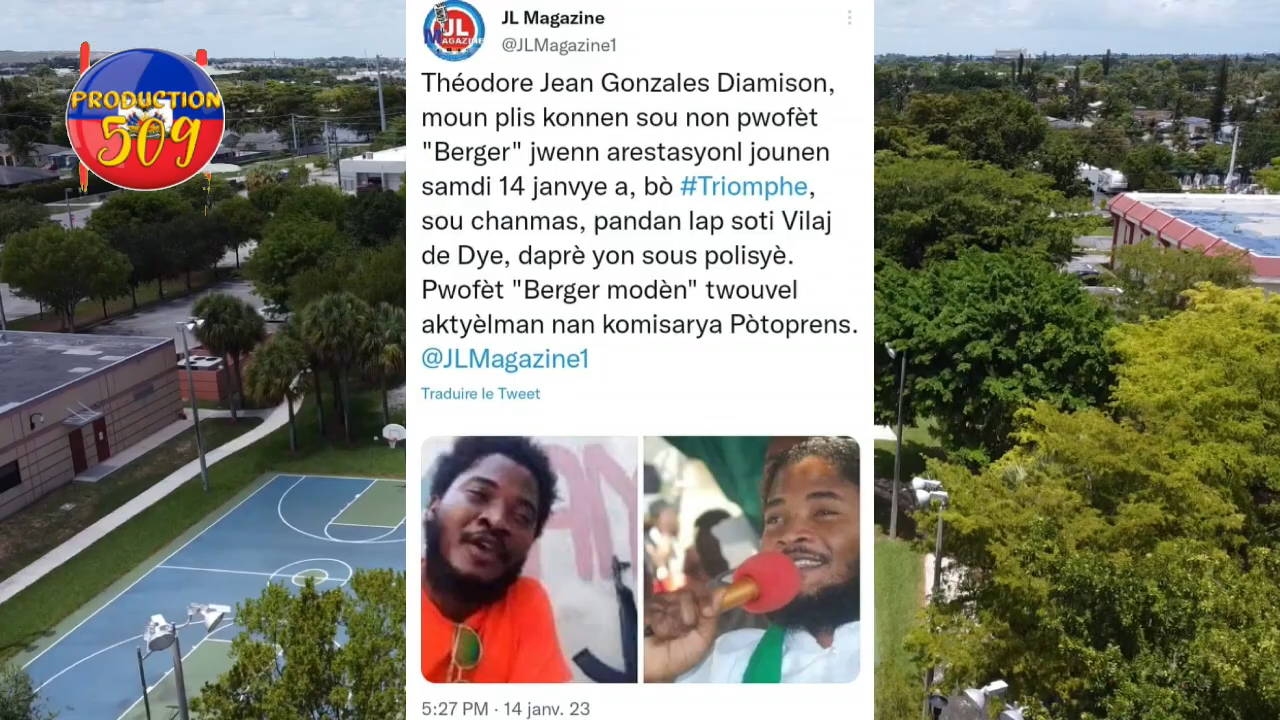 PRODUCTION
509
JL
MAGAZINE
JL Magazine
@JLMagazine1
Théodore Jean Gonzales Diamison,
moun plis konnen sou non pwofèt
"Berger" jwenn arestasyonl jounen
samdi 14 janvye a, bò #Triomphe,
sou chanmas, pandan lap soti Vilaj
de Dye, daprè yon sous polisyè.
Pwofèt "Berger modèn" twouvel
aktyèlman nan komisarya Pòtoprens.
@JLMagazine1
Traduire le Tweet
5:27 PM · 14 janv. 23